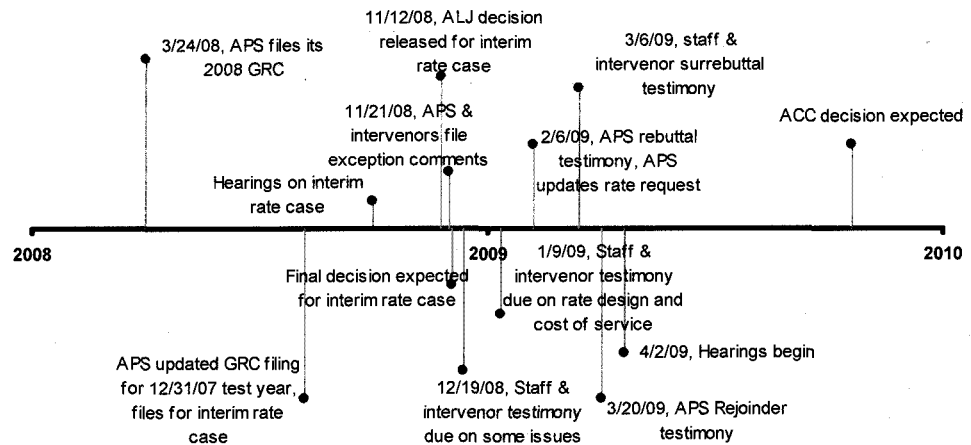 3/24/08, APS files its
2008 GRC
11/12/08, ALJ decision
released for interim
rate case
11/21/08, APS &
intervenors file
exception comments
Hearings on interim
rate case
3/6/09, staff &
intervenor surrebuttal
testimony
2/6/09, APS rebuttal
testimony, APS
updates rate request
ACC decision expected
2008
2009
2010
Final decision expected
for interim rate case
1/9/09, Staff &
intervenor testimony
due on rate design and
cost of service
APS updated GRC filing
for 12/31/07 test year,
files for interim rate
case
12/19/08, Staff &
intervenor testimony
due on some issues
4/2/09, Hearings begin
3/20/09, APS Rejoinder
testimony